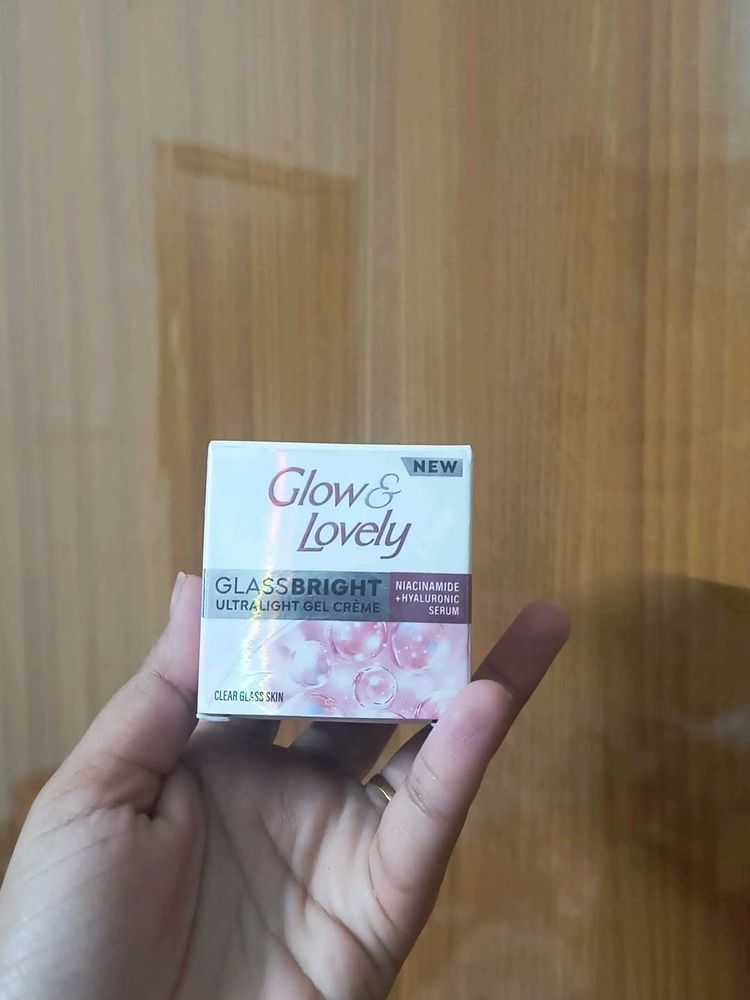 NEW
Glow &
Lovely
GLASSBRIGHT
ULTRALIGHT GEL CRÈME
NIACINAMIDE
+HYALURONIC
SERUM
CLEAR GLASS SKIN